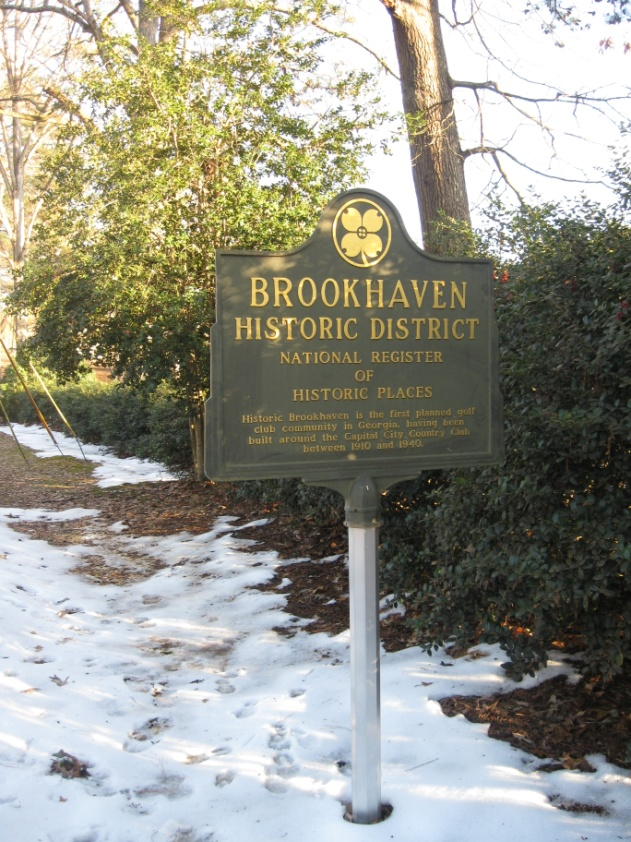 BROOKHAVEN
HISTORIC DISTRICT
NATIONAL REGISTER
OF
HISTORIC PLACES
Historic Brookhaven is the first planned golf
club community in Georgia, having been
built around the Capital City Country Club
between 1910 and 1940.